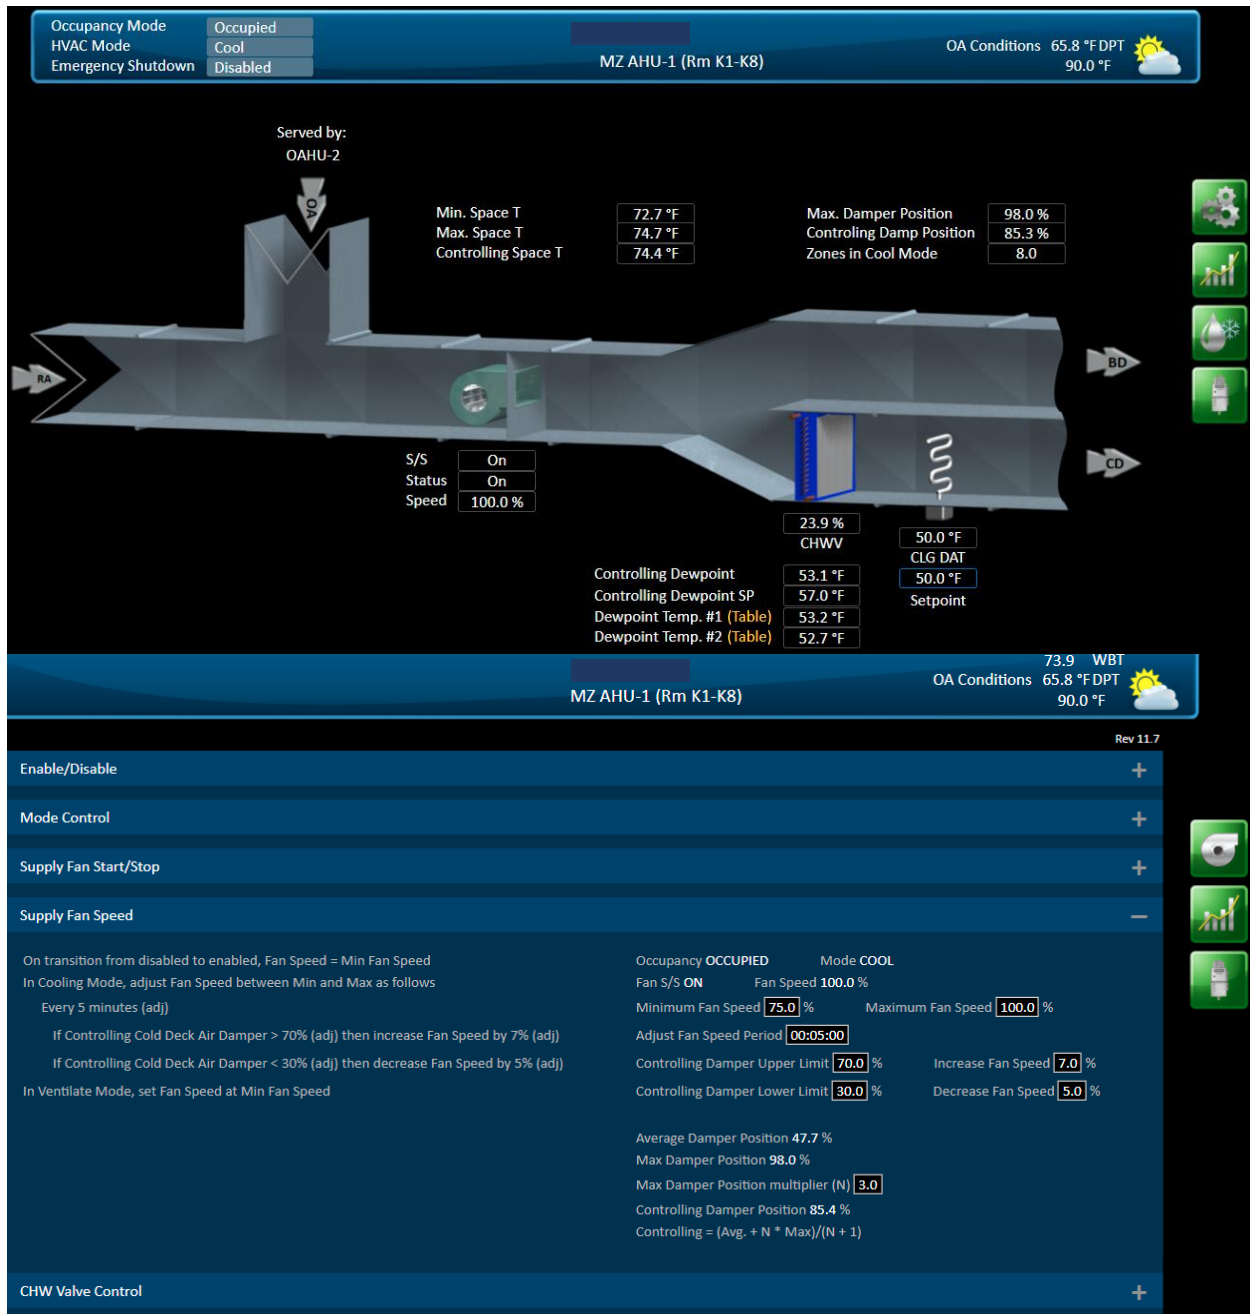 Occupancy Mode Occupied
HVAC Mode Cool
Emergency Shutdown Disabled
MZ AHU-1 (Rm K1-K8)
OA Conditions 65.8 °F DPT
90.0 °F
Served by:
OAHU-2
OA
Min. Space T 72.7 °F
Max. Space T 74.7 °F
Controlling Space T 74.4 °F
Max. Damper Position 98.0 %
Controling Damp Position 85.3 %
Zones in Cool Mode 8.0
RA
BD
CD
S/S On
Status On
Speed 100.0 %
23.9 %
CHWV
50.0 °F
CLG DAT
50.0 °F
Setpoint
Controlling Dewpoint 53.1 °F
Controlling Dewpoint SP 57.0 °F
Dewpoint Temp. #1 (Table) 53.2 °F
Dewpoint Temp. #2 (Table) 52.7 °F
MZ AHU-1 (Rm K1-K8)
73.9 WBT
OA Conditions 65.8 °F DPT
90.0 °F
Rev 11.7
Enable/Disable +
Mode Control +
Supply Fan Start/Stop +
Supply Fan Speed −
On transition from disabled to enabled, Fan Speed = Min Fan Speed
In Cooling Mode, adjust Fan Speed between Min and Max as follows
Every 5 minutes (adj)
If Controlling Cold Deck Air Damper > 70% (adj) then increase Fan Speed by 7% (adj)
If Controlling Cold Deck Air Damper < 30% (adj) then decrease Fan Speed by 5% (adj)
In Ventilate Mode, set Fan Speed at Min Fan Speed
Occupancy OCCUPIED Mode COOL
Fan S/S ON Fan Speed 100.0 %
Minimum Fan Speed 75.0 % Maximum Fan Speed 100.0 %
Adjust Fan Speed Period 00:05:00
Controlling Damper Upper Limit 70.0 % Increase Fan Speed 7.0 %
Controlling Damper Lower Limit 30.0 % Decrease Fan Speed 5.0 %
Average Damper Position 47.7 %
Max Damper Position 98.0 %
Max Damper Position multiplier (N) 3.0
Controlling Damper Position 85.4 %
Controlling = (Avg. + N * Max)/(N + 1)
CHW Valve Control +